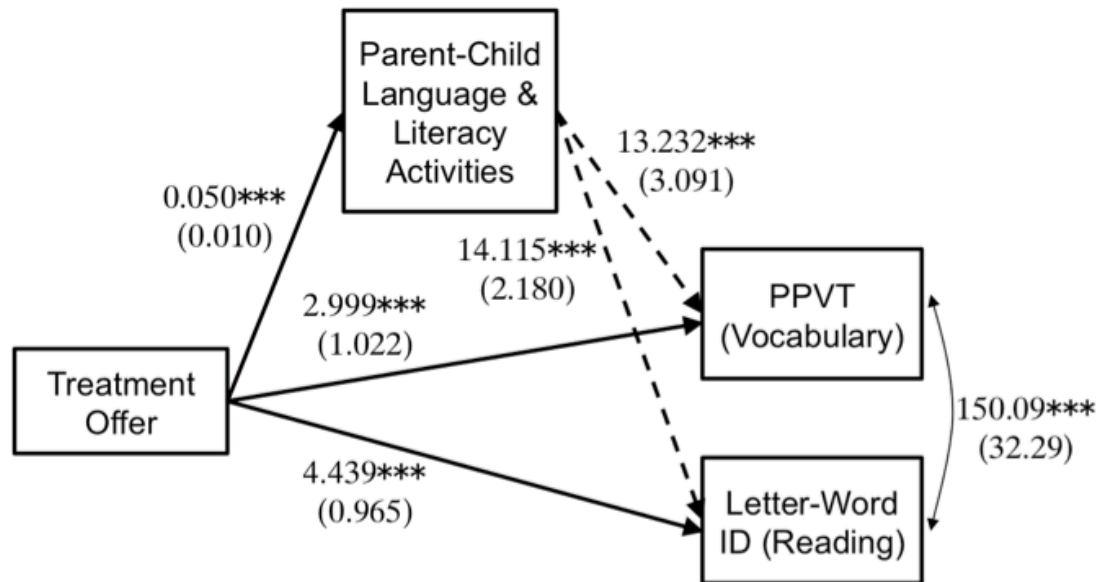 Parent-Child
Language &
Literacy
Activities
0.050***
(0.010)
13.232***
(3.091)
14.115***
(2.180)
2.999***
(1.022)
PPVT
(Vocabulary)
Treatment
Offer
150.09***
(32.29)
4.439***
(0.965)
Letter-Word
ID (Reading)